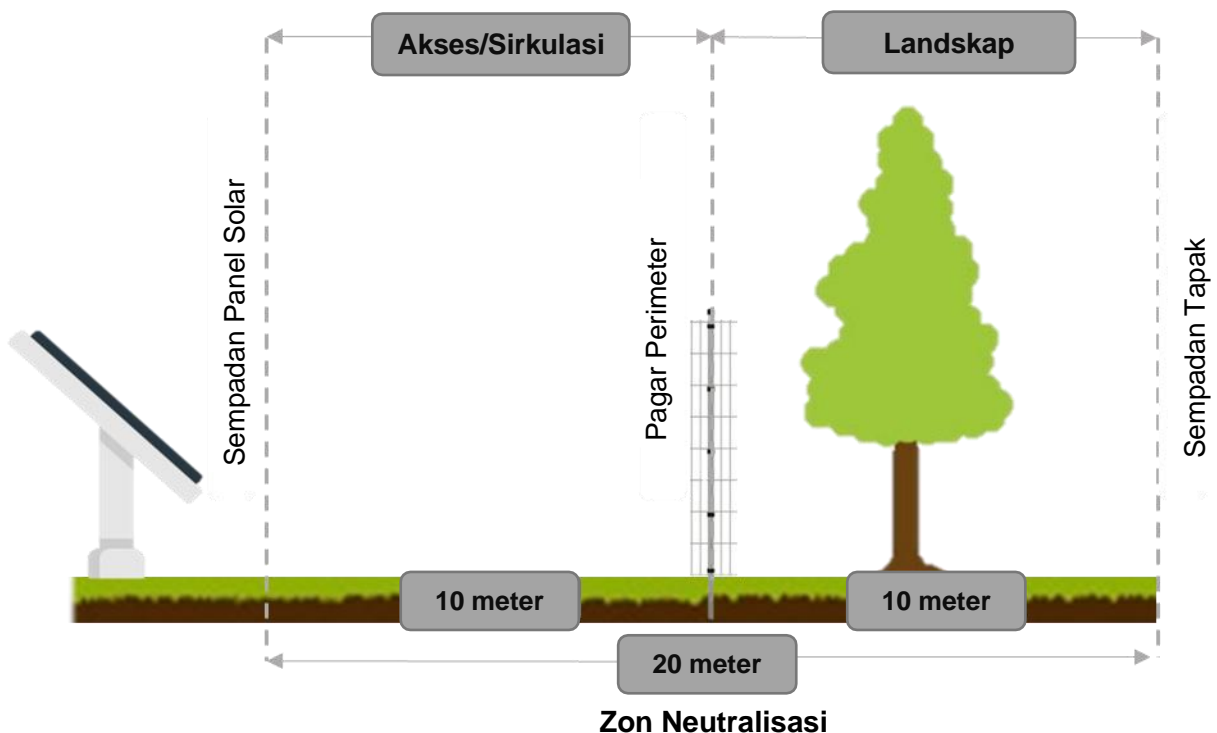 Akses/Sirkulasi
Landskap
Sempadan Panel Solar
Pagar Perimeter
Sempadan Tapak
10 meter
10 meter
20 meter
Zon Neutralisasi